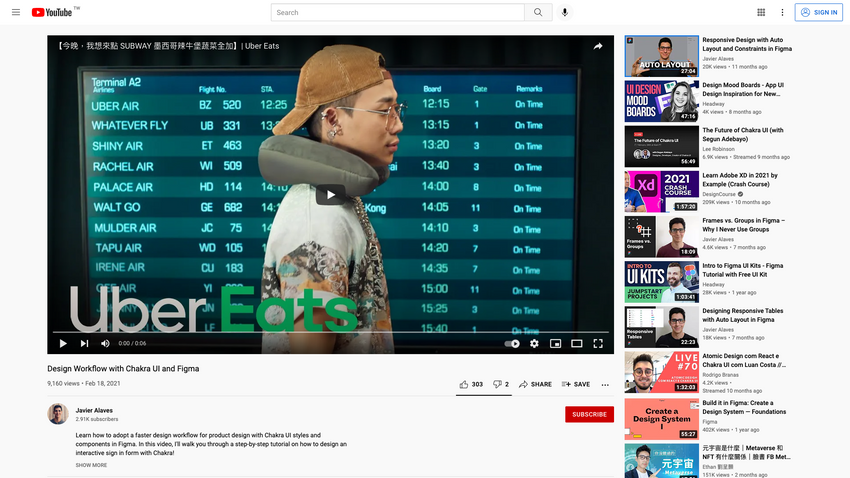 YouTube TW
Search
SIGN IN
【今晚，我想來點 SUBWAY 墨西哥辣牛堡蔬菜全加】| Uber Eats
Terminal A2
Airlines Flight No. STA. Board Gate Remarks
UBER AIR BZ 520 12:25 12:15 1 On Time
WHATEVER FLY UB 331 13:15 1 On Time
SHINY AIR ET 463 13:20 3 On Time
RACHEL AIR WI 509 13:40 3 On Time
PALACE AIR HD 114 14:00 8 On Time
WALT GO GE 682 Kong 14:05 11 On Time
MULDER AIR JC 75 14:10 3 On Time
TAPU AIR WD 105 14:20 7 On Time
IRENE AIR CU 183 14:35 7 On Time
YI 15:00 On Time
15:25 3 On Time
LF 15:40 On Time
Uber Eats
0:00 / 0:06
Design Workflow with Chakra UI and Figma
9,160 views • Feb 18, 2021
303 2 SHARE SAVE
Javier Alaves
2.91K subscribers
SUBSCRIBE
Learn how to adopt a faster design workflow for product design with Chakra UI styles and
components in Figma. In this video, I'll walk you through a step-by-step tutorial on how to design an
interactive sign in form with Chakra!
SHOW MORE
AUTO LAYOUT
27:04
Responsive Design with Auto
Layout and Constraints in Figma
Javier Alaves
20K views • 11 months ago
UI DESIGN
MOOD
BOARDS
47:16
Design Mood Boards - App UI
Design Inspiration for New...
Headway
4K views • 8 months ago
The Future of Chakra UI
56:49
The Future of Chakra UI (with
Segun Adebayo)
Lee Robinson
6.9K views • Streamed 9 months ago
Xd
2021
CRASH
COURSE
1:57:20
Learn Adobe XD in 2021 by
Example (Crash Course)
DesignCourse
209K views • 10 months ago
Frames vs.
Groups
18:09
Frames vs. Groups in Figma –
Why I Never Use Groups
Javier Alaves
4.6K views • 7 months ago
INTRO TO
UI KITS
JUMPSTART
PROJECTS
1:03:41
Intro to Figma UI Kits - Figma
Tutorial with Free UI Kit
Headway
28K views • 1 year ago
Responsive
Tables
22:23
Designing Responsive Tables
with Auto Layout in Figma
Javier Alaves
18K views • 7 months ago
LIVE
#70
1:32:03
Atomic Design com React e
Chakra UI com Luan Costa //...
Rodrigo Branas
4.2K views •
Streamed 10 months ago
Create a
Design System
I
55:27
Build it in Figma: Create a
Design System — Foundations
Figma
402K views • 1 year ago
元宇宙
元宇宙是什麼 | Metaverse 和
NFT 有什麼關係 | 臉書 FB Met...
Ethan 劉呈顥
151K views • 2 months ago